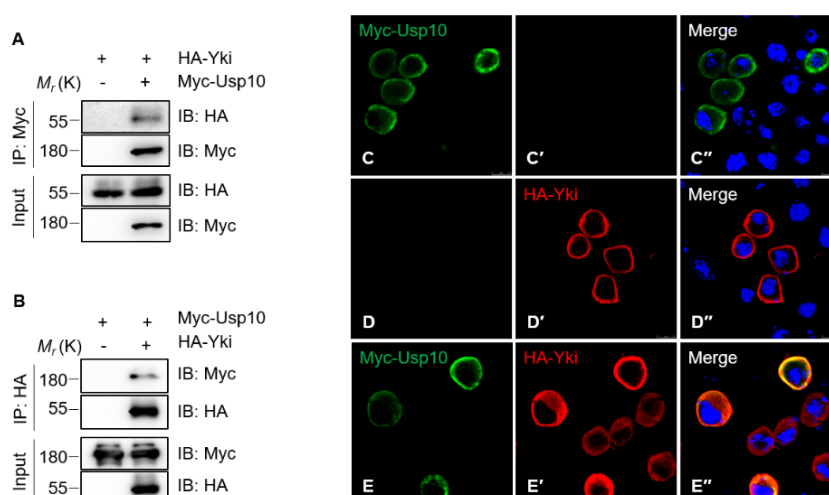 A
+ + HA-Yki
Mr (K) - + Myc-Usp10
IP: Myc
55 IB: HA
180 IB: Myc
Input
55 IB: HA
180 IB: Myc
B
+ + Myc-Usp10
Mr (K) - + HA-Yki
IP: HA
180 IB: Myc
55 IB: HA
Input
180 IB: Myc
55 IB: HA
Myc-Usp10 Merge
C C′ C″
HA-Yki Merge
D D′ D″
Myc-Usp10 HA-Yki Merge
E E′ E″